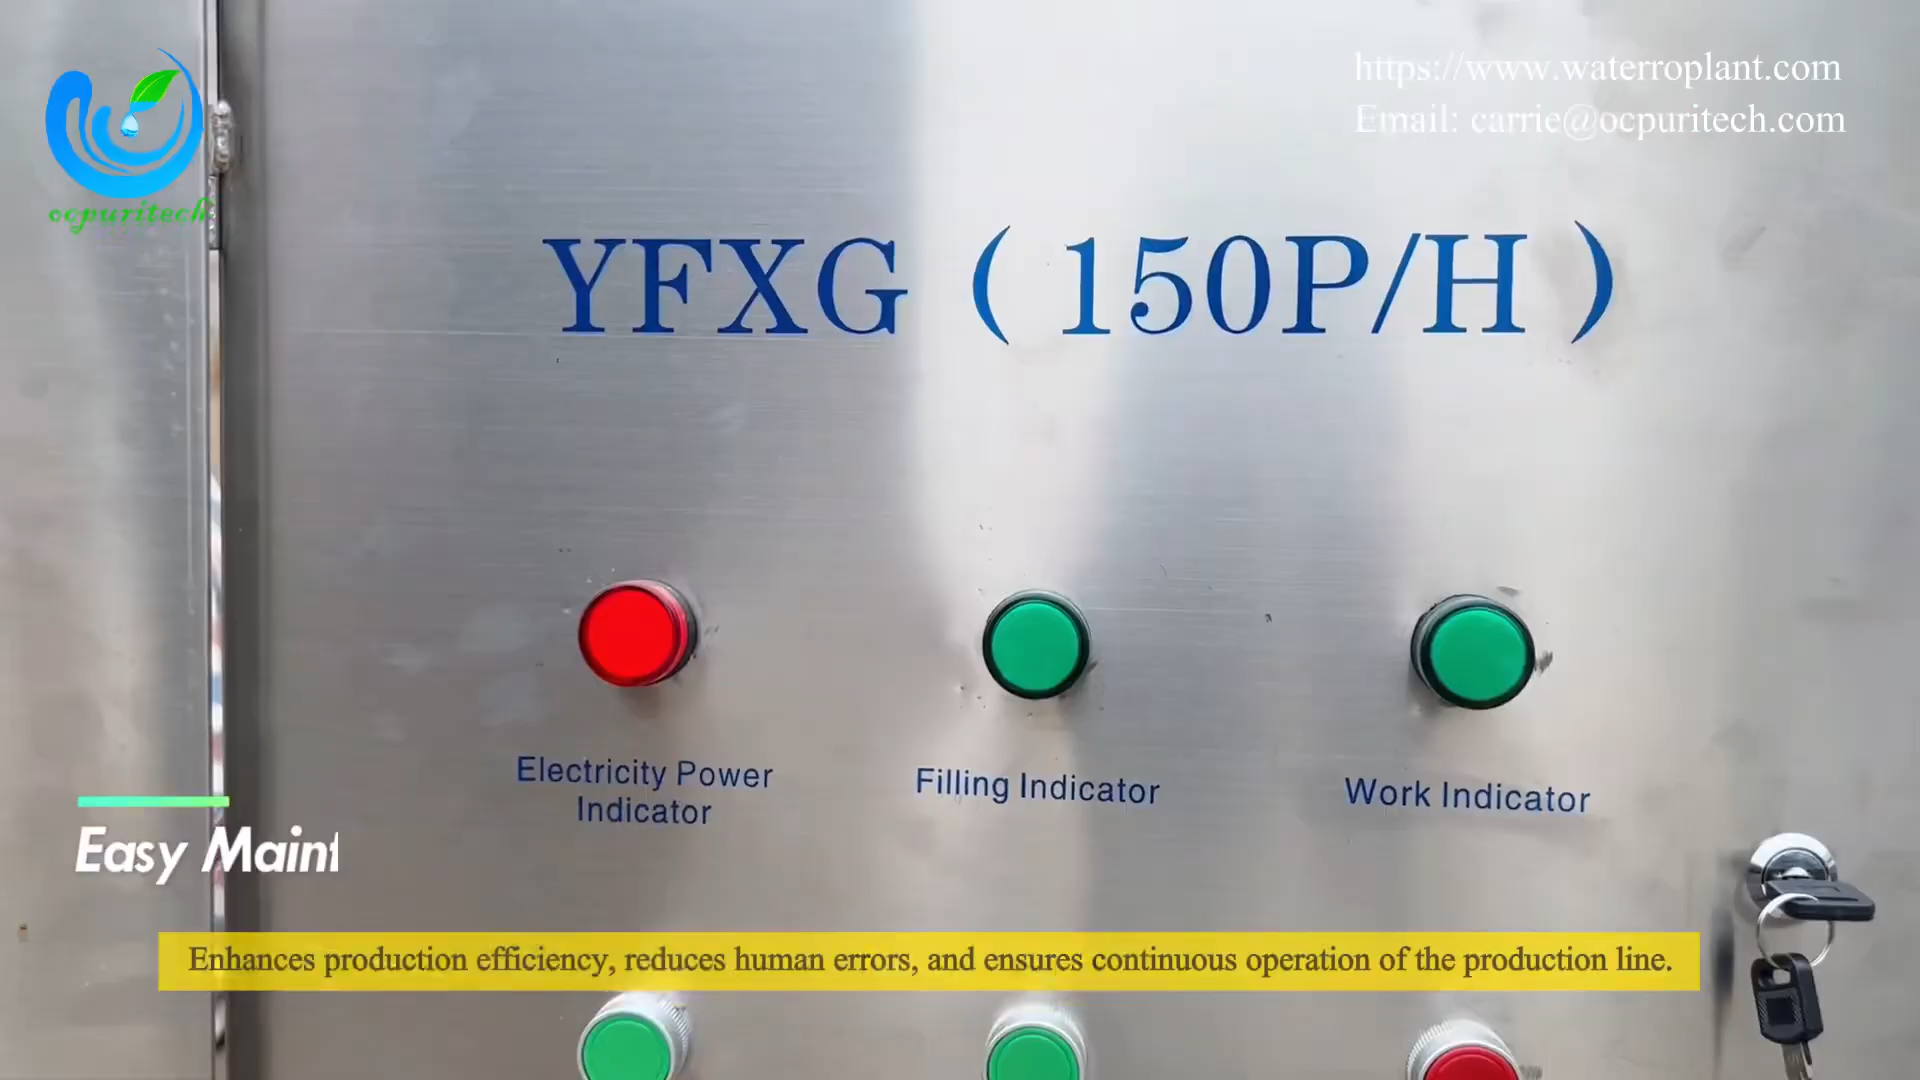 https://www.waterroplant.com
Email: carrie@ocpuritech.com
ocpuritech
YFXG (150P/H)
Electricity Power
Indicator
Filling Indicator
Work Indicator
Easy Maint
Enhances production efficiency, reduces human errors, and ensures continuous operation of the production line.